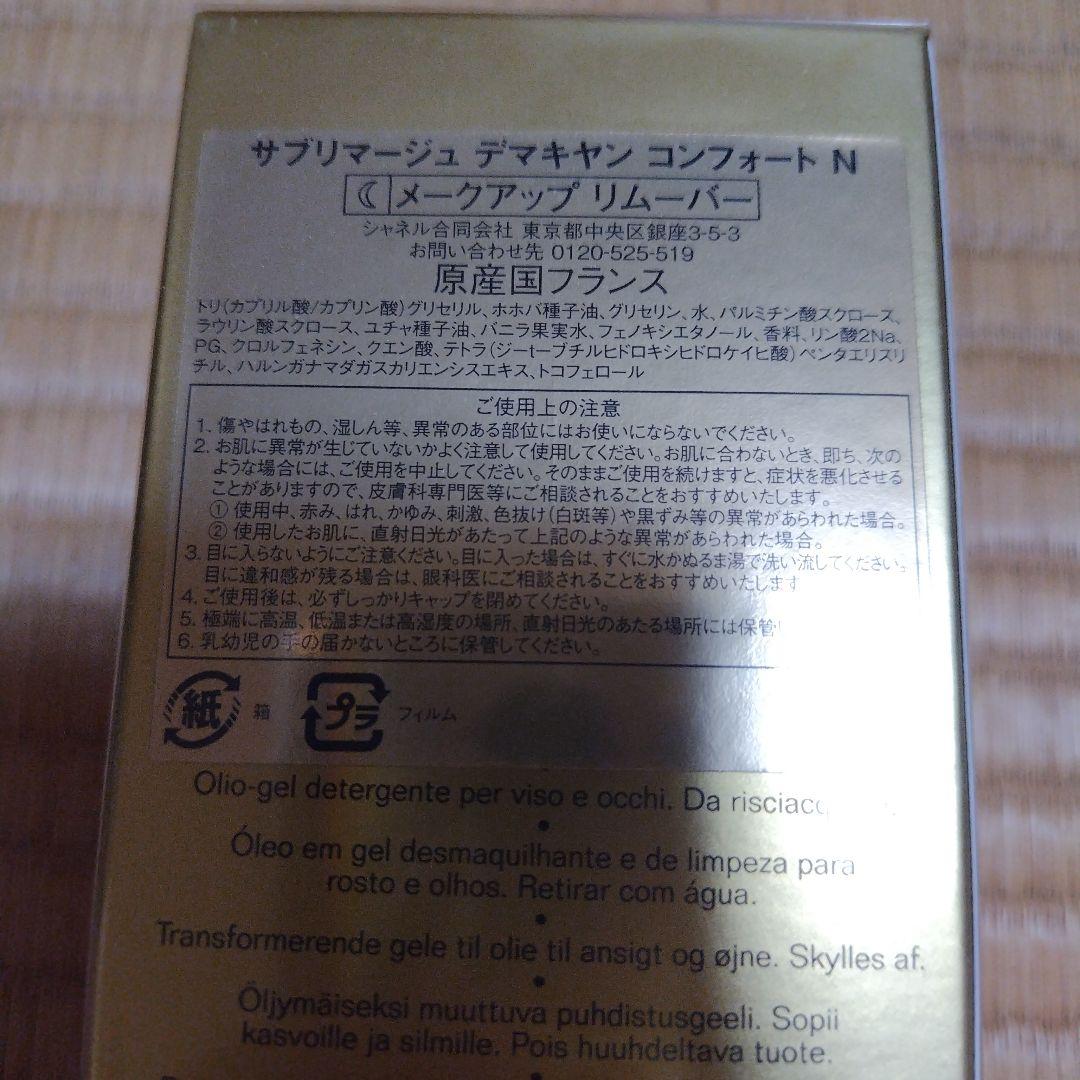 サブリマージュ デマキヤン コンフォート N
メークアップ リムーバー
シャネル合同会社 東京都中央区銀座3-5-3
お問い合わせ先 0120-525-519
原産国フランス
トリ(カプリル酸/カプリン酸)グリセリル、ホホバ種子油、グリセリン、水、パルミチン酸スクロース、
ラウリン酸スクロース、ユチャ種子油、バニラ果実水、フェノキシエタノール、香料、リン酸2Na、
PG、クロルフェネシン、クエン酸、テトラ(ジーtーブチルヒドロキシヒドロケイヒ酸)ペンタエリスリ
チル、ハルンガナマダガスカリエンシスエキス、トコフェロール
ご使用上の注意
1. 傷やはれもの、湿しん等、異常のある部位にはお使いにならないでください。
2. お肌に異常が生じていないかよく注意して使用してください。お肌に合わないとき、即ち、次の
ような場合には、ご使用を中止してください。そのままご使用を続けますと、症状を悪化させる
ことがありますので、皮膚科専門医等にご相談されることをおすすめいたします。
① 使用中、赤み、はれ、かゆみ、刺激、色抜け(白斑等)や黒ずみ等の異常があらわれた場合。
② 使用したお肌に、直射日光があたって上記のような異常があらわれた場合。
3. 目に入らないようにご注意ください。目に入った場合は、すぐに水かぬるま湯で洗い流してください。
目に違和感が残る場合は、眼科医にご相談されることをおすすめいたします
4. ご使用後は、必ずしっかりキャップを閉めてください。
5. 極端に高温、低温または高湿度の場所、直射日光のあたる場所には保管
6. 乳幼児の手の届かないところに保管してください。
紙 箱 プラ フィルム
Olio-gel detergente per viso e occhi. Da
•
Óleo em gel desmaquilhante e de limpeza para
rosto e olhos. Retirar com água.
•
Transformerende gele til olie til ansigt og øjne. Skylles af.
•
Öljymäiseksi muuttuva puhdistusgeeli. Sopii
kasvoille ja silmille. Pois huuhdeltava tuote.
•